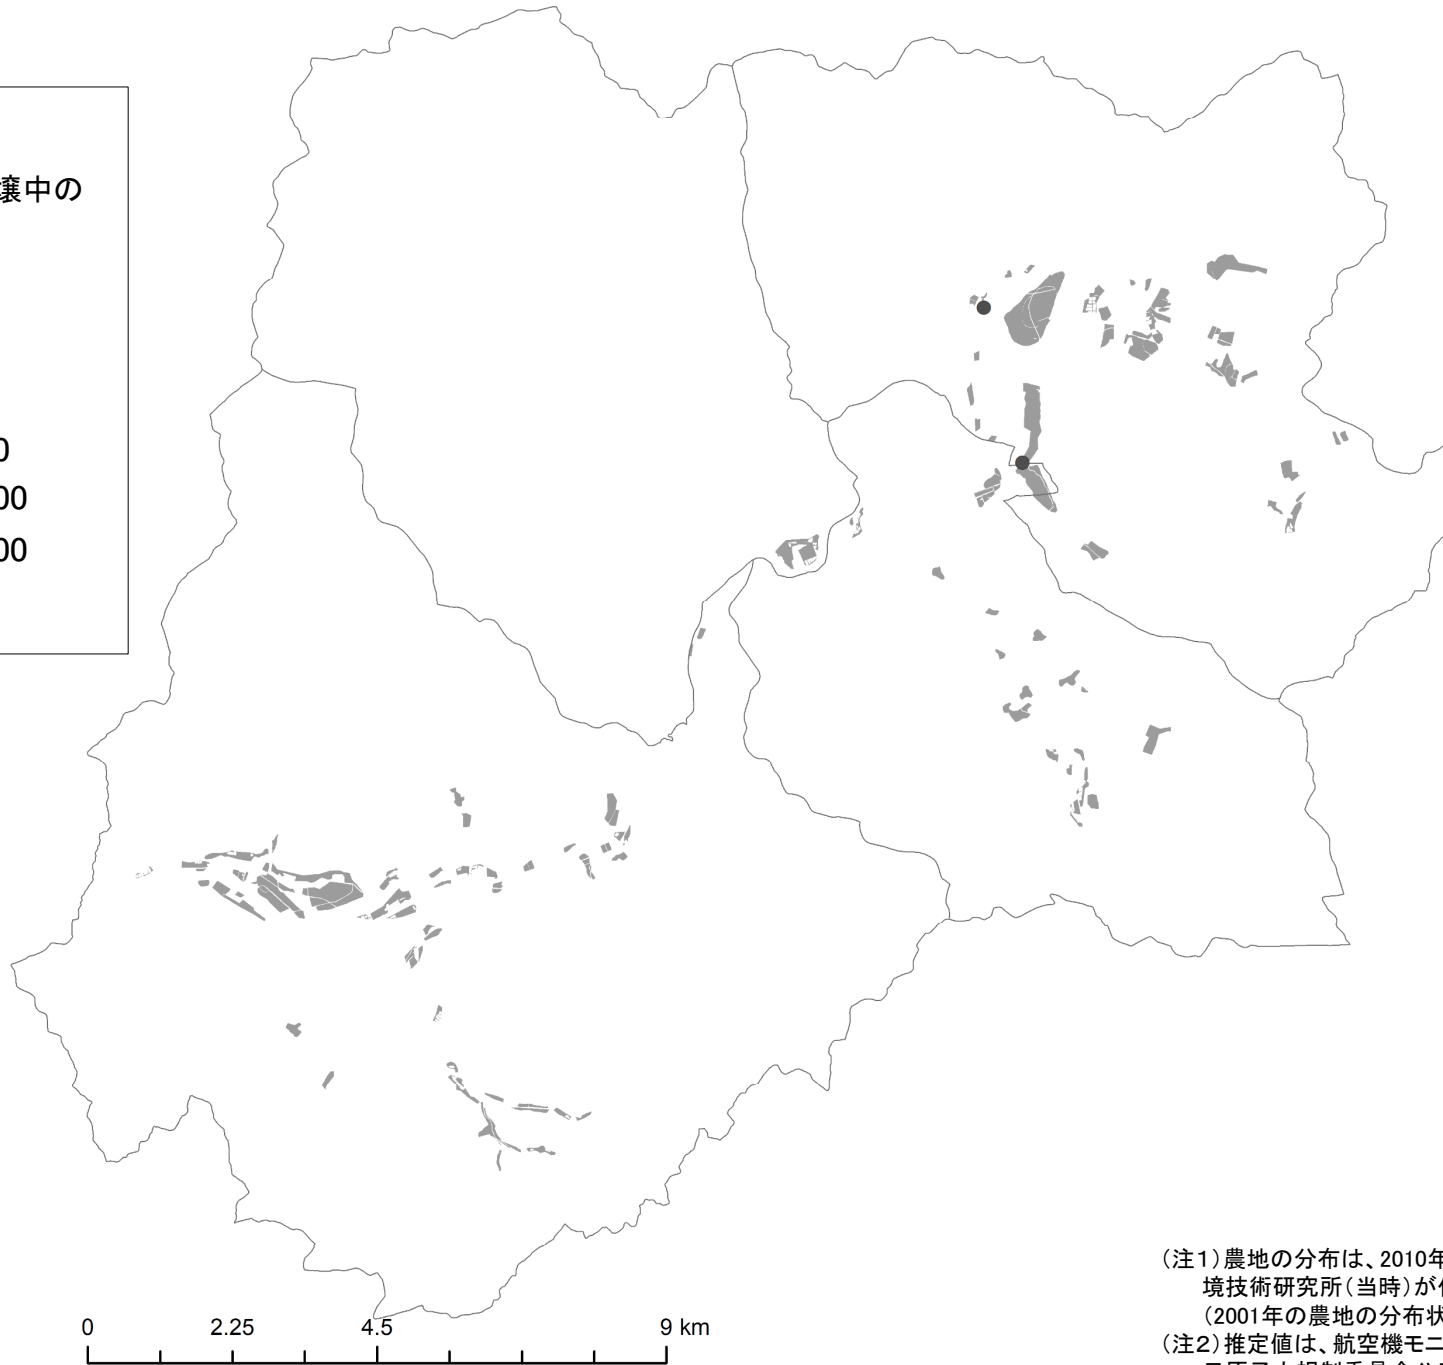 壌中の
0
00
00
0 2.25 4.5 9 km
(注1)農地の分布は、2010年
境技術研究所(当時)が
(2001年の農地の分布状
(注2)推定値は、航空機モニ